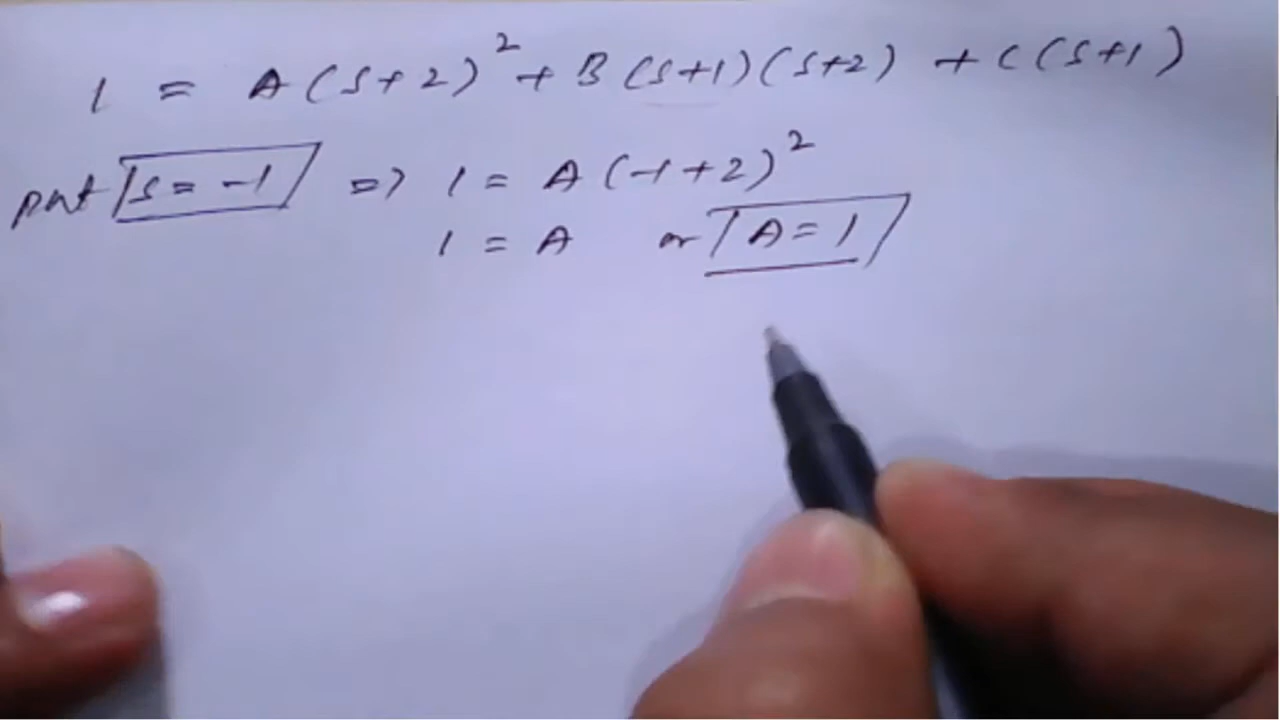 1 = A(s+2)² + B(s+1)(s+2) + C(s+1)
put s = -1 => 1 = A(-1+2)²
1 = A or A = 1